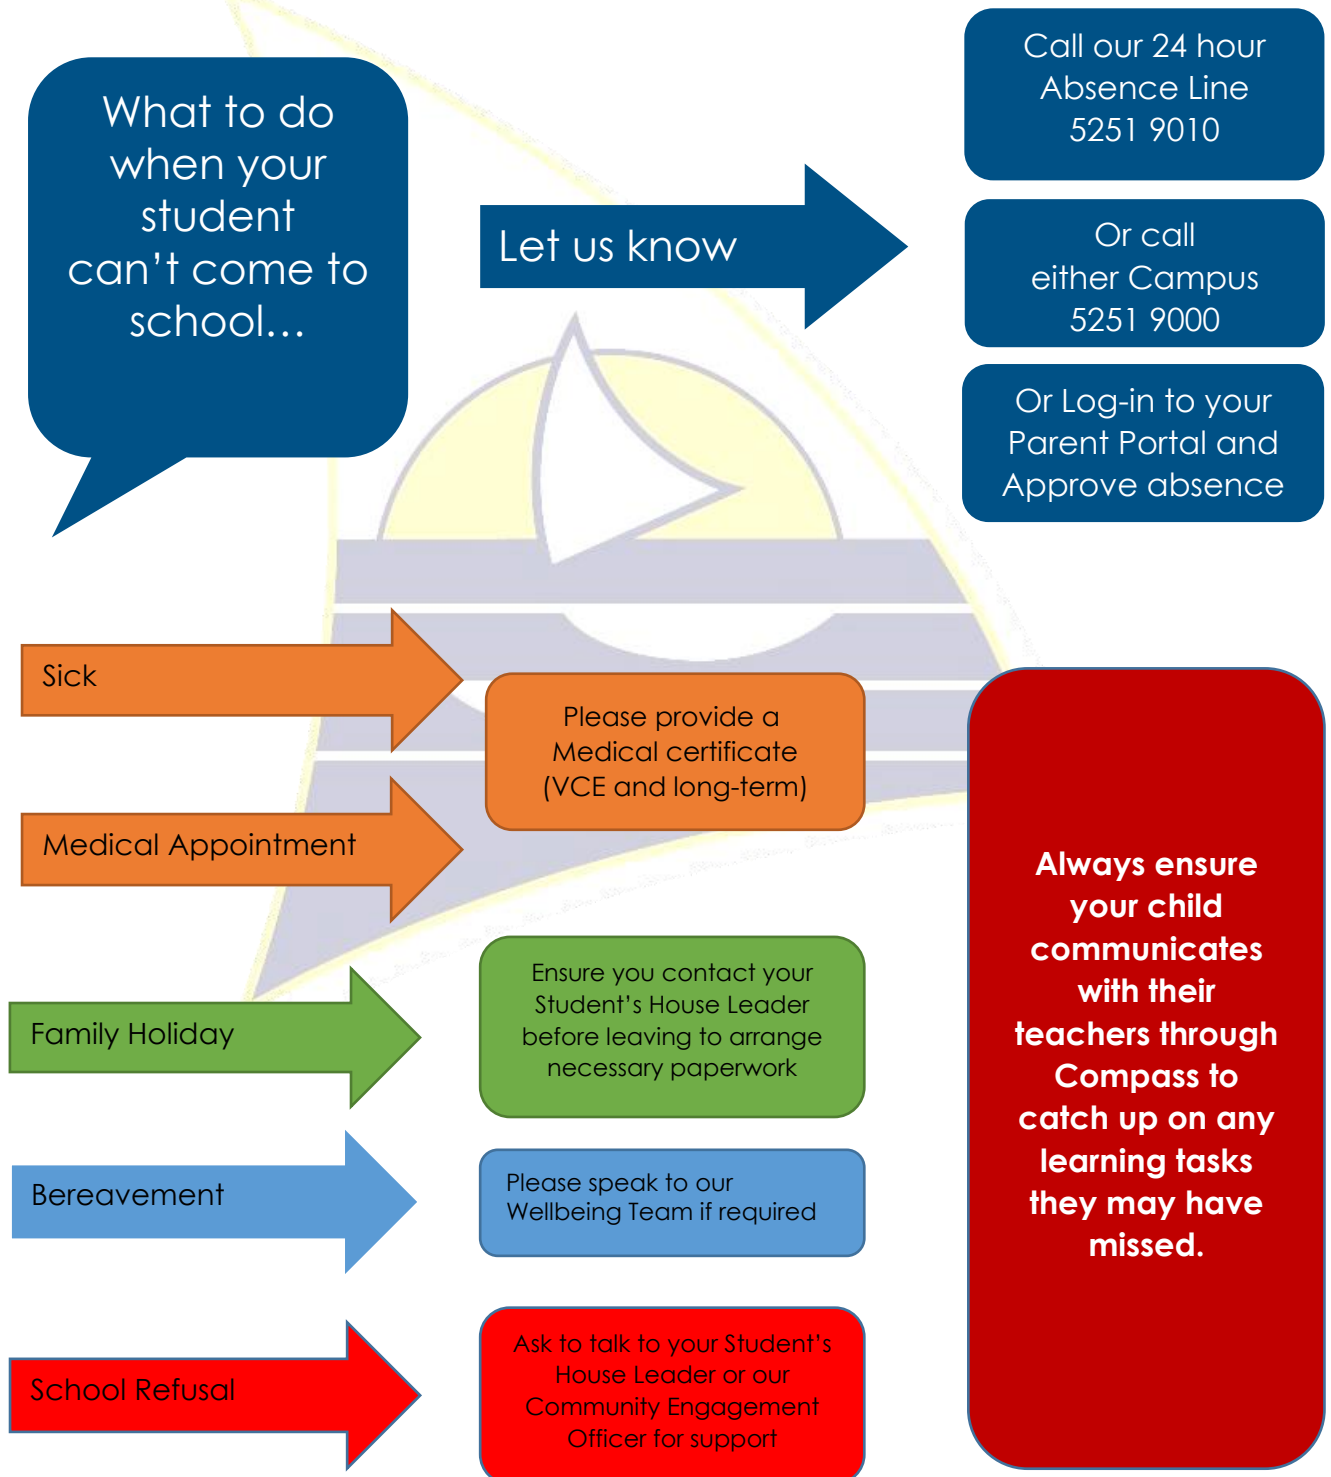 What to do
when your
student
can't come to
school…
Let us know
Call our 24 hour
Absence Line
5251 9010
Or call
either Campus
5251 9000
Or Log-in to your
Parent Portal and
Approve absence
Sick
Medical Appointment
Please provide a
Medical certificate
(VCE and long-term)
Family Holiday
Ensure you contact your
Student's House Leader
before leaving to arrange
necessary paperwork
Bereavement
Please speak to our
Wellbeing Team if required
School Refusal
Ask to talk to your Student's
House Leader or our
Community Engagement
Officer for support
Always ensure
your child
communicates
with their
teachers through
Compass to
catch up on any
learning tasks
they may have
missed.